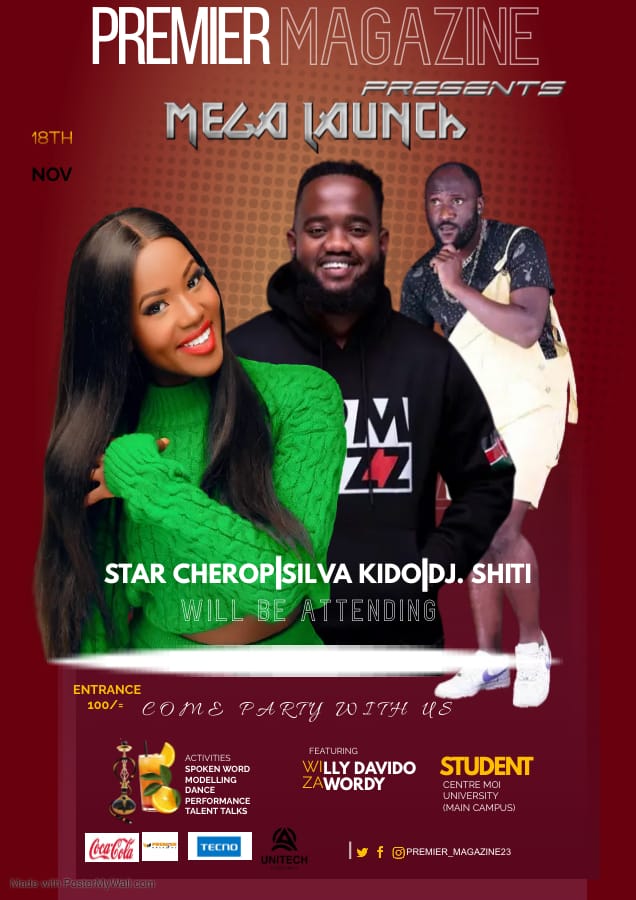 PREMIER MAGAZINE
PRESENTS
MEGA LAUNCH
18TH
NOV
STAR CHEROP|SILVA KIDO|DJ. SHITI
WILL BE ATTENDING
ENTRANCE
100/=
COME PARTY WITH US
ACTIVITIES
SPOKEN WORD
MODELLING
DANCE
PERFORMANCE
TALENT TALKS
FEATURING
WILLY DAVIDO
ZAWORDY
STUDENT
CENTRE MOI
UNIVERSITY
(MAIN CAMPUS)
Coca-Cola
TECNO
UNITECH
PREMIER_MAGAZINE23
Made with PosterMyWall.com